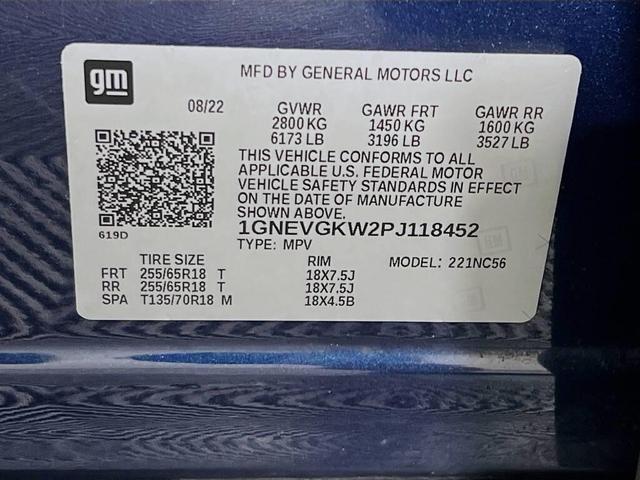 gm
MFD BY GENERAL MOTORS LLC
08/22 GVWR GAWR FRT GAWR RR
2800 KG 1450 KG 1600 KG
6173 LB 3196 LB 3527 LB
THIS VEHICLE CONFORMS TO ALL
APPLICABLE U.S. FEDERAL MOTOR
VEHICLE SAFETY STANDARDS IN EFFECT
ON THE DATE OF MANUFACTURE
SHOWN ABOVE.
619D 1GNEVGKW2PJ118452
TYPE: MPV
TIRE SIZE RIM MODEL: 221NC56
FRT 255/65R18 T 18X7.5J
RR 255/65R18 T 18X7.5J
SPA T135/70R18 M 18X4.5B